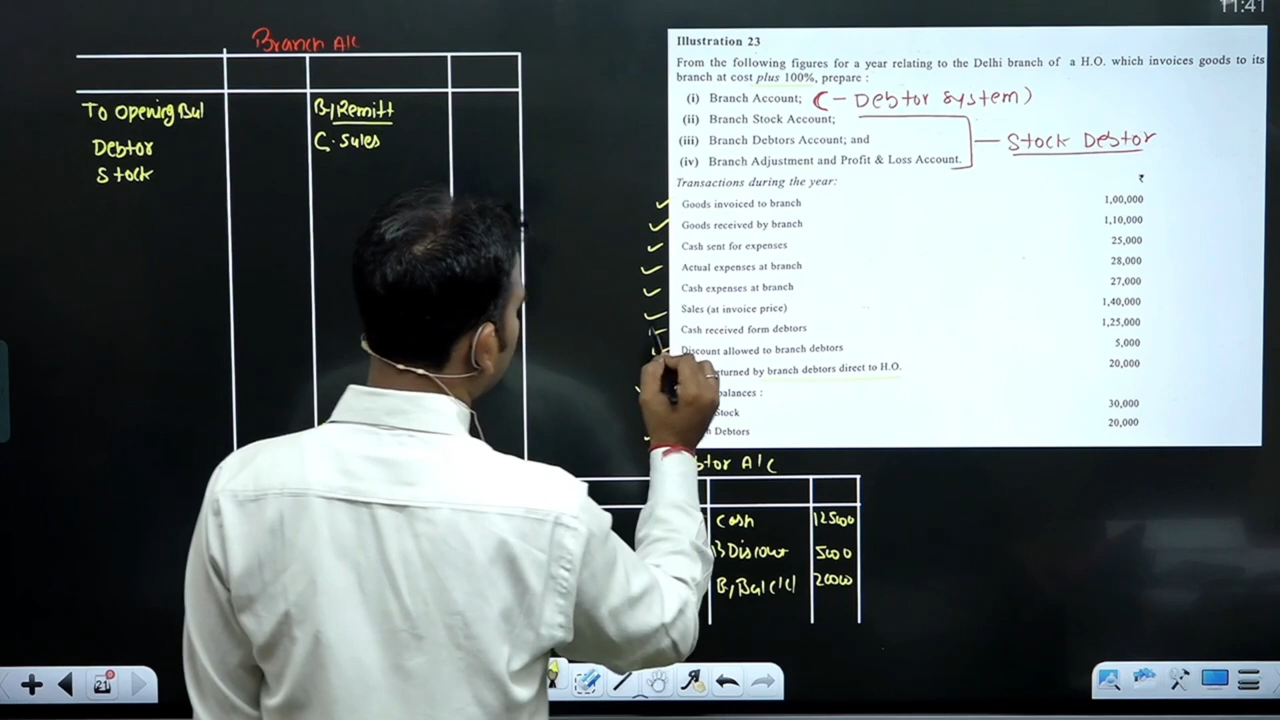 11:41
Branch A/c
To Opening Bal
Debtor
Stock
By Remitt
C. Sales
Illustration 23
From the following figures for a year relating to the Delhi branch of a H.O. which invoices goods to its
branch at cost plus 100%, prepare :
(i) Branch Account; (- Debtor System)
(ii) Branch Stock Account;
(iii) Branch Debtors Account; and
(iv) Branch Adjustment and Profit & Loss Account.
Stock Debtor
Transactions during the year: ₹
Goods invoiced to branch 1,00,000
Goods received by branch 1,10,000
Cash sent for expenses 25,000
Actual expenses at branch 28,000
Cash expenses at branch 27,000
Sales (at invoice price) 1,40,000
Cash received form debtors 1,25,000
Discount allowed to branch debtors 5,000
eturned by branch debtors direct to H.O. 20,000
alances :
Stock 30,000
Debtors 20,000
btor A/C
Cash 125000
B Discount 5000
By Bal c/d 20000
21